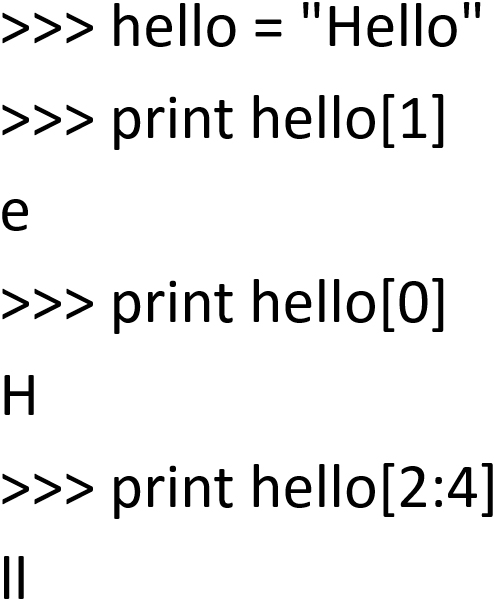 >>> hello = "Hello"
>>> print hello[1]
e
>>> print hello[0]
H
>>> print hello[2:4]
ll